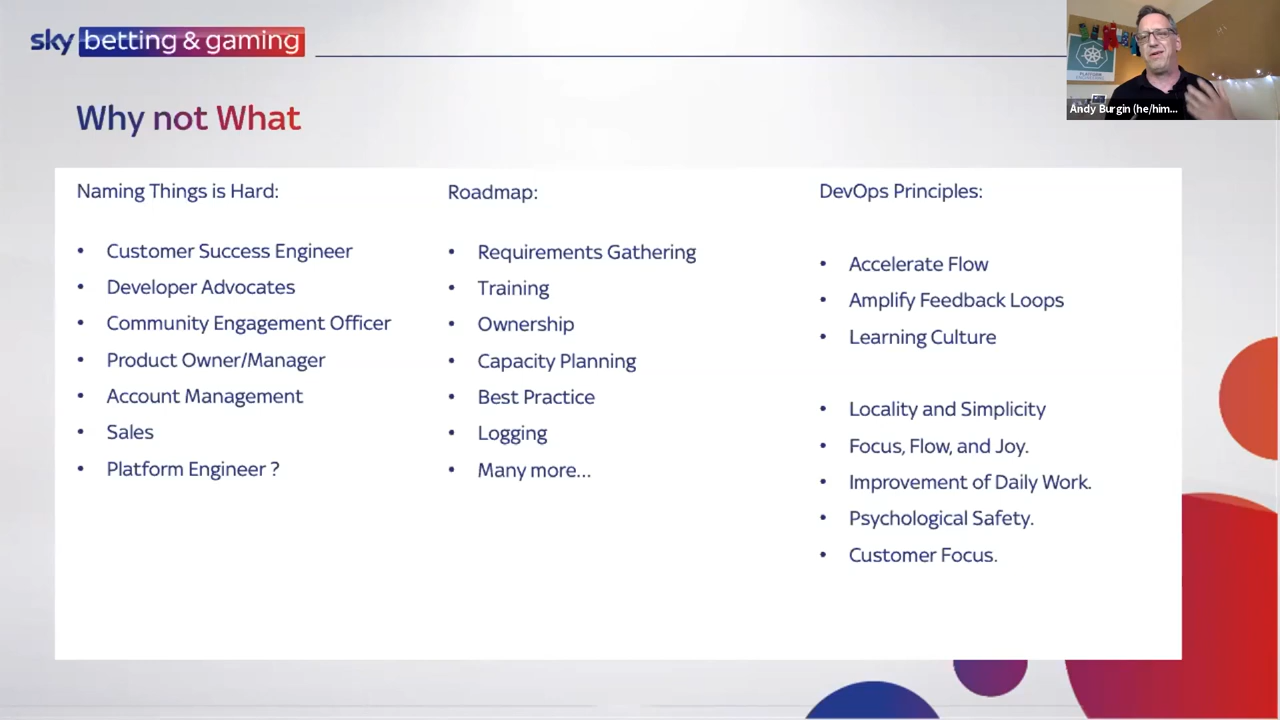 sky betting & gaming
Why not What
Naming Things is Hard:
• Customer Success Engineer
• Developer Advocates
• Community Engagement Officer
• Product Owner/Manager
• Account Management
• Sales
• Platform Engineer ?
Roadmap:
• Requirements Gathering
• Training
• Ownership
• Capacity Planning
• Best Practice
• Logging
• Many more...
DevOps Principles:
• Accelerate Flow
• Amplify Feedback Loops
• Learning Culture
• Locality and Simplicity
• Focus, Flow, and Joy.
• Improvement of Daily Work.
• Psychological Safety.
• Customer Focus.
PLATFORM
Andy Burgin (he/him...